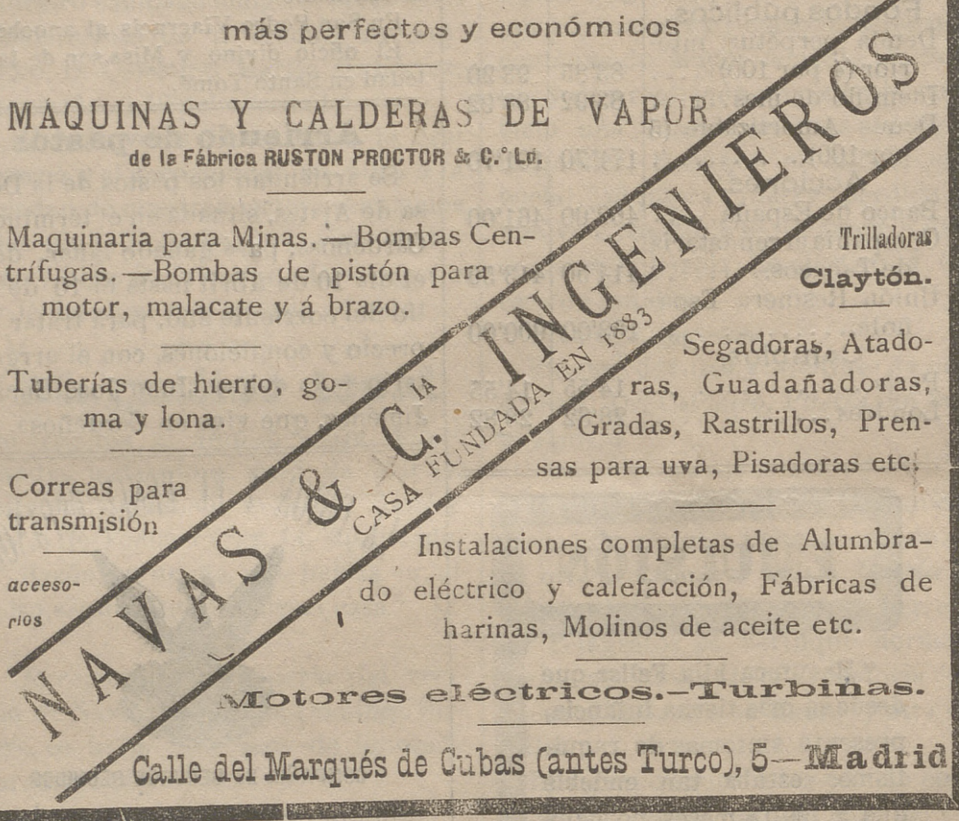 más perfectos y económicos
MÁQUINAS Y CALDERAS DE VAPOR
de la Fábrica RUSTON PROCTOR & C.° Ld.
Maquinaria para Minas.—Bombas Cen-
trífugas.—Bombas de pistón para
motor, malacate y á brazo.
Tuberías de hierro, go-
ma y lona.
Correas para
transmisión
acceso-
rios
NAVAS & C.IA INGENIEROS
CASA FUNDADA EN 1883
Trilladoras
Claytón.
Segadoras, Atado-
ras, Guadañadoras,
Gradas, Rastrillos, Pren-
sas para uva, Pisadoras etc.
Instalaciones completas de Alumbra-
do eléctrico y calefacción, Fábricas de
harinas, Molinos de aceite etc.
Motores eléctricos.—Turbinas.
Calle del Marqués de Cubas (antes Turco), 5—Madrid